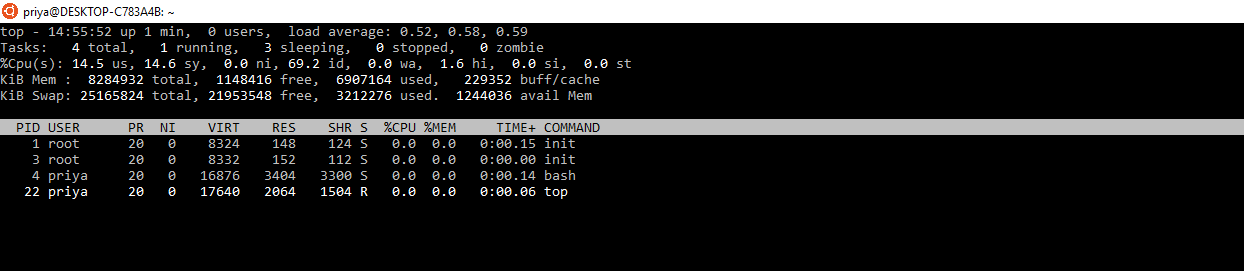 priya@DESKTOP-C783A4B: ~
top - 14:55:52 up 1 min,  0 users,  load average: 0.52, 0.58, 0.59
Tasks:   4 total,   1 running,   3 sleeping,   0 stopped,   0 zombie
%Cpu(s): 14.5 us, 14.6 sy,  0.0 ni, 69.2 id,  0.0 wa,  1.6 hi,  0.0 si,  0.0 st
KiB Mem :  8284932 total,  1148416 free,  6907164 used,   229352 buff/cache
KiB Swap: 25165824 total, 21953548 free,  3212276 used.  1244036 avail Mem
  PID USER      PR  NI    VIRT    RES    SHR S  %CPU %MEM     TIME+ COMMAND
    1 root      20   0    8324    148    124 S   0.0  0.0   0:00.15 init
    3 root      20   0    8332    152    112 S   0.0  0.0   0:00.00 init
    4 priya     20   0   16876   3404   3300 S   0.0  0.0   0:00.14 bash
   22 priya     20   0   17640   2064   1504 R   0.0  0.0   0:00.06 top